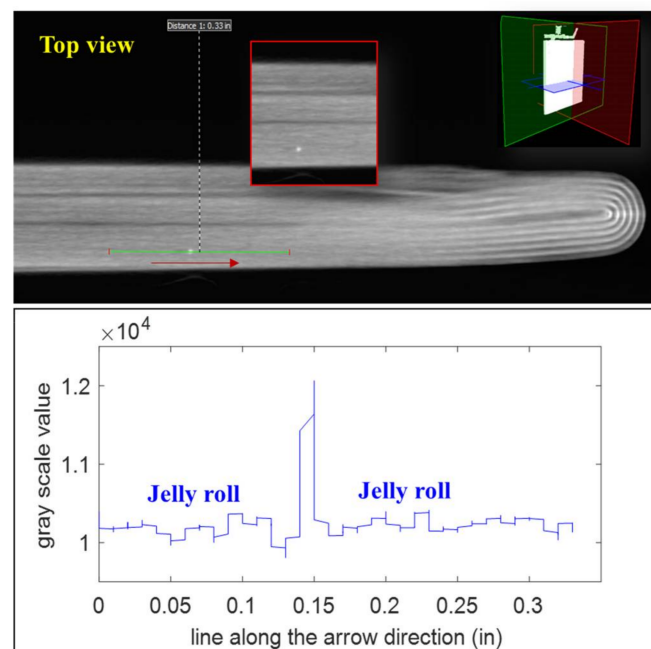 Top view
Distance 1: 0.33 in
×10⁴
1.2
1.1
1
gray scale value
Jelly roll
Jelly roll
0
0.05
0.1
0.15
0.2
0.25
0.3
line along the arrow direction (in)